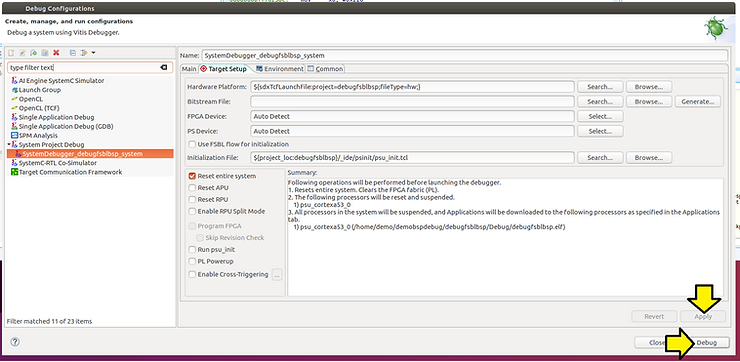 Debug Configurations
Create, manage, and run configurations
Debug a system using Vitis Debugger.
type filter text
AI Engine SystemC Simulator
Launch Group
OpenCL
OpenCL (TCF)
Single Application Debug
Single Application Debug (GDB)
SPM Analysis
System Project Debug
SystemDebugger_debugfsblbsp_system
SystemC-RTL Co-Simulator
Target Communication Framework
Filter matched 11 of 23 items
Name: SystemDebugger_debugfsblbsp_system
Main Target Setup Environment Common
Hardware Platform: ${sdxTcfLaunchFile:project=debugfsblbsp;fileType=hw;} Search... Browse...
Bitstream File: Search... Browse... Generate...
FPGA Device: Auto Detect Select...
PS Device: Auto Detect Select...
Use FSBL flow for initialization
Initialization File: ${project_loc:debugfsblbsp}/_ide/psinit/psu_init.tcl Search... Browse...
Reset entire system
Reset APU
Reset RPU
Enable RPU Split Mode
Program FPGA
Skip Revision Check
Run psu_init
PL Powerup
Enable Cross-Triggering ...
Summary:
Following operations will be performed before launching the debugger.
1. Resets entire system. Clears the FPGA fabric (PL).
2. The following processors will be reset and suspended.
1) psu_cortexa53_0
3. All processors in the system will be suspended, and Applications will be downloaded to the following processors as specified in the Applications
tab.
1) psu_cortexa53_0 (/home/demo/demobspdebug/debugfsblbsp/Debug/debugfsblbsp.elf)
Revert Apply
Close Debug